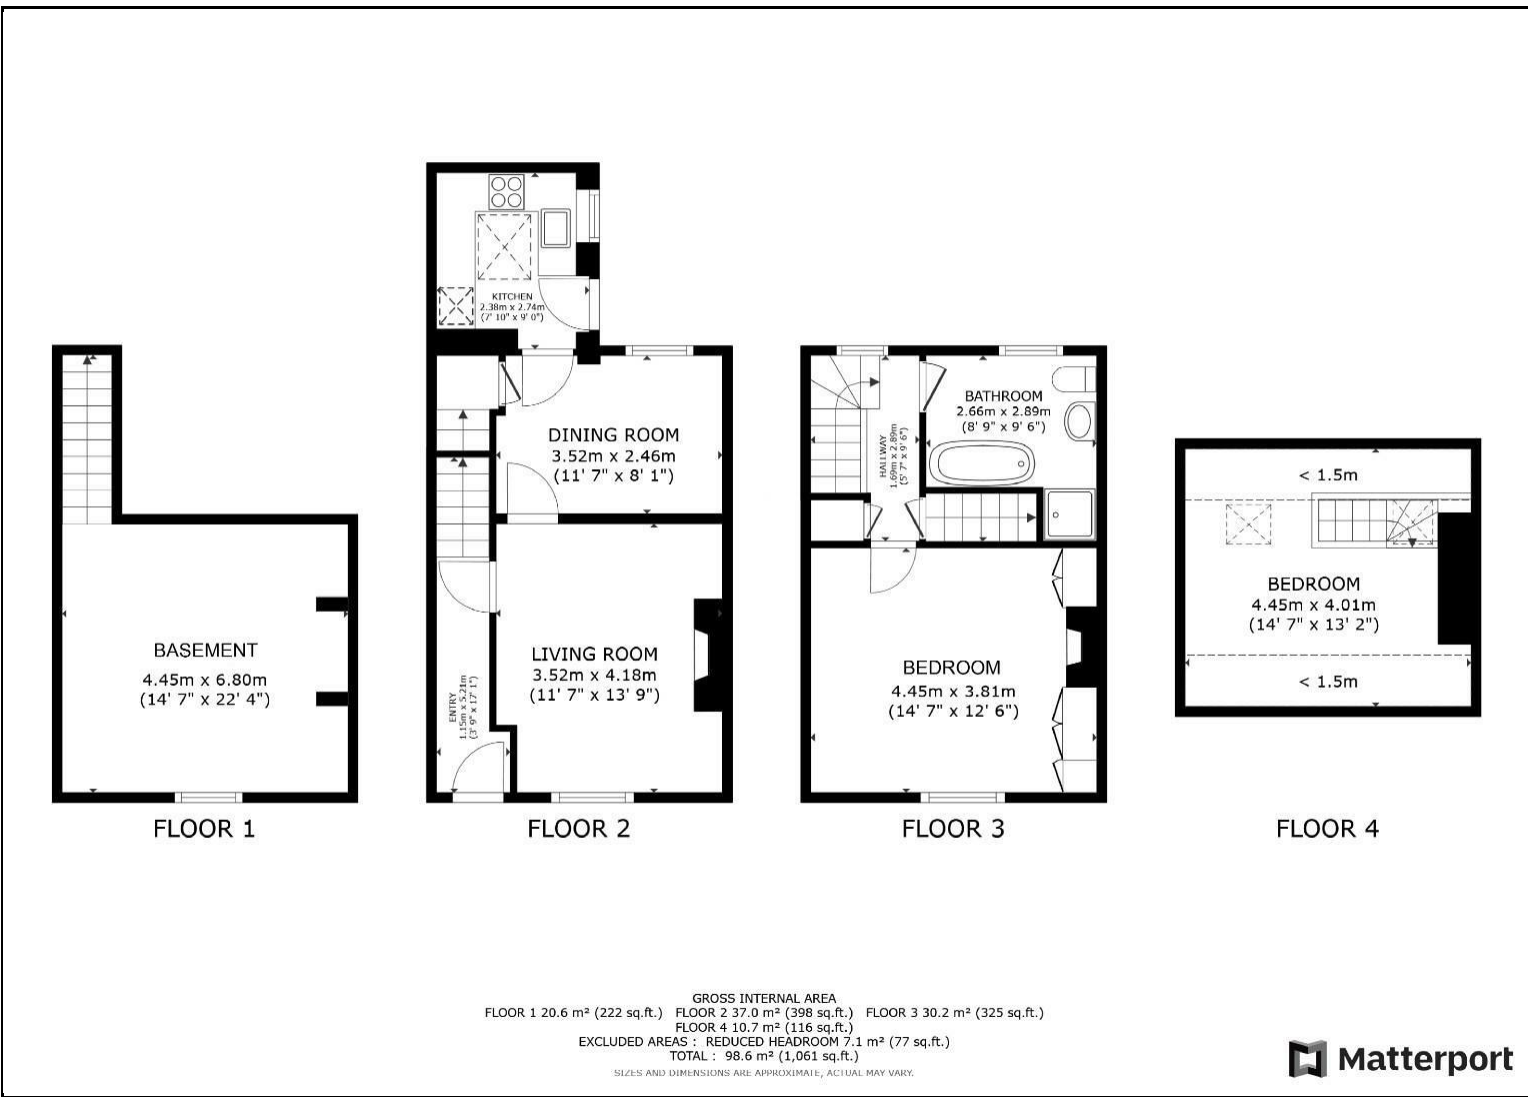 KITCHEN
2.38m x 2.74m
(7' 10" x 9' 0")
DINING ROOM
3.52m x 2.46m
(11' 7" x 8' 1")
BATHROOM
2.66m x 2.89m
(8' 9" x 9' 6")
HALLWAY
1.69m x 2.89m
(5' 7" x 9' 6")
< 1.5m
BEDROOM
4.45m x 4.01m
(14' 7" x 13' 2")
< 1.5m
BASEMENT
4.45m x 6.80m
(14' 7" x 22' 4")
LIVING ROOM
3.52m x 4.18m
(11' 7" x 13' 9")
ENTRY
1.15m x 5.21m
(3' 9" x 17' 1")
BEDROOM
4.45m x 3.81m
(14' 7" x 12' 6")
FLOOR 1
FLOOR 2
FLOOR 3
FLOOR 4
GROSS INTERNAL AREA
FLOOR 1 20.6 m² (222 sq.ft.) FLOOR 2 37.0 m² (398 sq.ft.) FLOOR 3 30.2 m² (325 sq.ft.)
FLOOR 4 10.7 m² (116 sq.ft.)
EXCLUDED AREAS : REDUCED HEADROOM 7.1 m² (77 sq.ft.)
TOTAL : 98.6 m² (1,061 sq.ft.)
SIZES AND DIMENSIONS ARE APPROXIMATE, ACTUAL MAY VARY.
Matterport